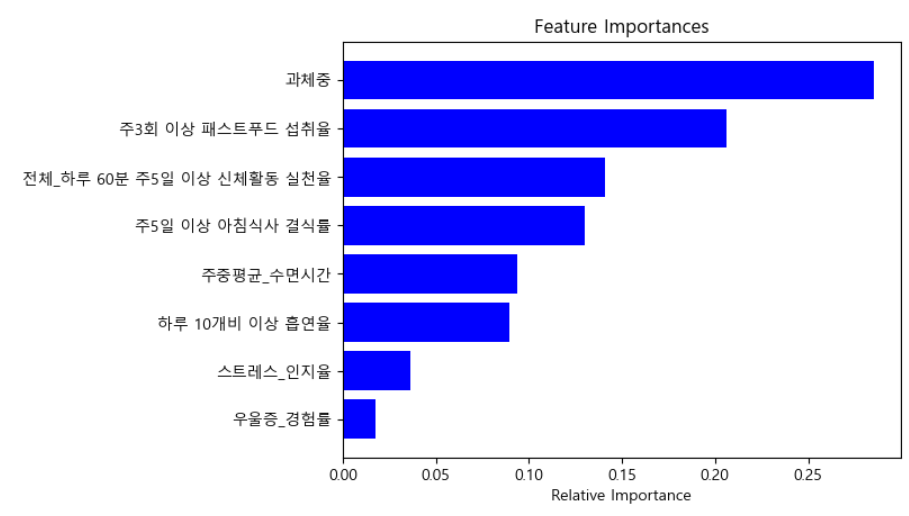 Feature Importances
과체중
주3회 이상 패스트푸드 섭취율
전체_하루 60분 주5일 이상 신체활동 실천율
주5일 이상 아침식사 결식률
주중평균_수면시간
하루 10개비 이상 흡연율
스트레스_인지율
우울증_경험률
0.00 0.05 0.10 0.15 0.20 0.25
Relative Importance